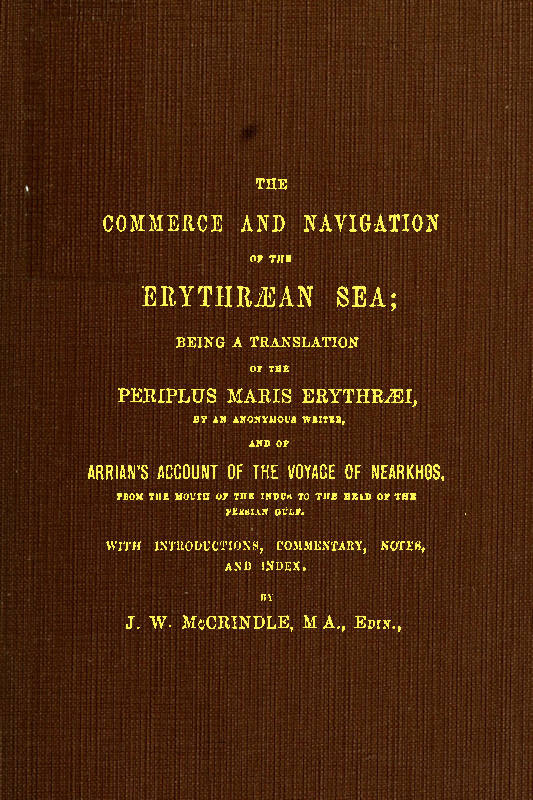 THE
COMMERCE AND NAVIGATION
OF THE
ERYTHRÆAN SEA;
BEING A TRANSLATION
OF THE
PERIPLUS MARIS ERYTHRÆI,
BY AN ANONYMOUS WRITER,
AND OF
ARRIAN'S ACCOUNT OF THE VOYAGE OF NEARKHOS,
FROM THE MOUTH OF THE INDUS TO THE HEAD OF THE
PERSIAN GULF.
WITH INTRODUCTIONS, COMMENTARY, NOTES,
AND INDEX.
BY
J. W. McCRINDLE, M A., EDIN.,